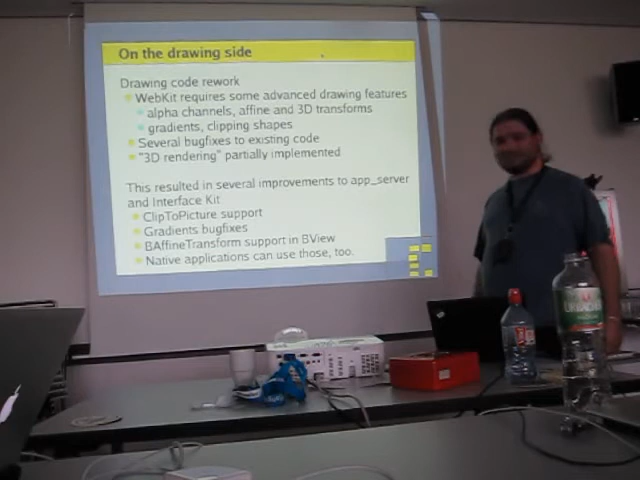 On the drawing side
Drawing code rework
WebKit requires some advanced drawing features
alpha channels, affine and 3D transforms
gradients, clipping shapes
Several bugfixes to existing code
"3D rendering" partially implemented
This resulted in several improvements to app_server
and Interface Kit
ClipToPicture support
Gradients bugfixes
BAffineTransform support in BView
Native applications can use those, too.